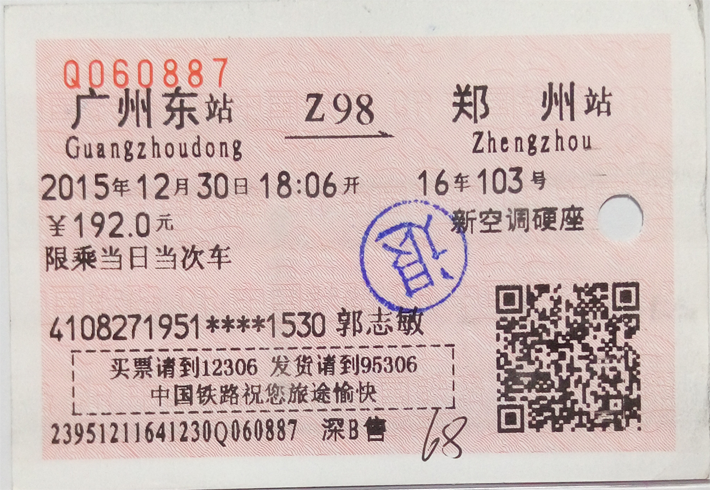 Q060887
广州东站 Z98 郑州站
Guangzhoudong Zhengzhou
2015年12月30日18:06开 16车103号
￥192.0元 新空调硬座
限乘当日当次车
退
4108271951****1530 郭志敏
买票请到12306 发货请到95306
中国铁路祝您旅途愉快
23951211641230Q060887 深B售
68